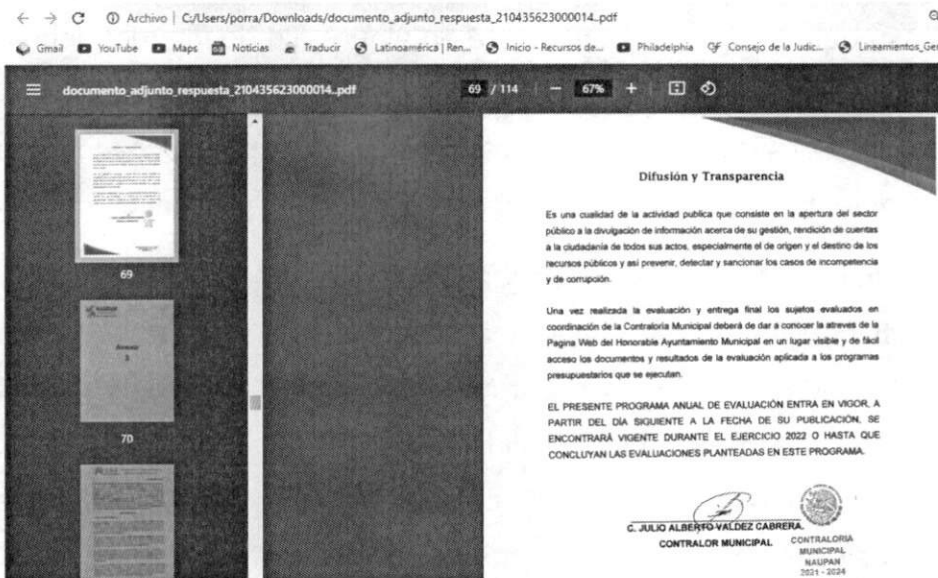 Archivo | C:/Users/porra/Downloads/documento_adjunto_respuesta_210435623000014_.pdf
Gmail YouTube Maps Noticias Traducir Latinoamérica | Ren... Inicio - Recursos de... Philadelphia Consejo de la Judic... Lineamientos_Ger
documento_adjunto_respuesta_210435623000014_.pdf 69 / 114 — 67% +
69
Anexo
3
70
Difusión y Transparencia
Es una cualidad de la actividad publica que consiste en la apertura del sector
público a la divulgación de información acerca de su gestión, rendición de cuentas
a la ciudadanía de todos sus actos, especialmente el de origen y el destino de los
recursos públicos y así prevenir, detectar y sancionar los casos de incompetencia
y de corrupción.
Una vez realizada la evaluación y entrega final los sujetos evaluados en
coordinación de la Contraloría Municipal deberá de dar a conocer la atreves de la
Pagina Web del Honorable Ayuntamiento Municipal en un lugar visible y de fácil
acceso los documentos y resultados de la evaluación aplicada a los programas
presupuestarios que se ejecutan.
EL PRESENTE PROGRAMA ANUAL DE EVALUACIÓN ENTRA EN VIGOR, A
PARTIR DEL DÍA SIGUIENTE A LA FECHA DE SU PUBLICACIÓN, SE
ENCONTRARÁ VIGENTE DURANTE EL EJERCICIO 2022 O HASTA QUE
CONCLUYAN LAS EVALUACIONES PLANTEADAS EN ESTE PROGRAMA.
C. JULIO ALBERTO VALDEZ CABRERA.
CONTRALOR MUNICIPAL
CONTRALORIA
MUNICIPAL
NAUPAN
2021 - 2024